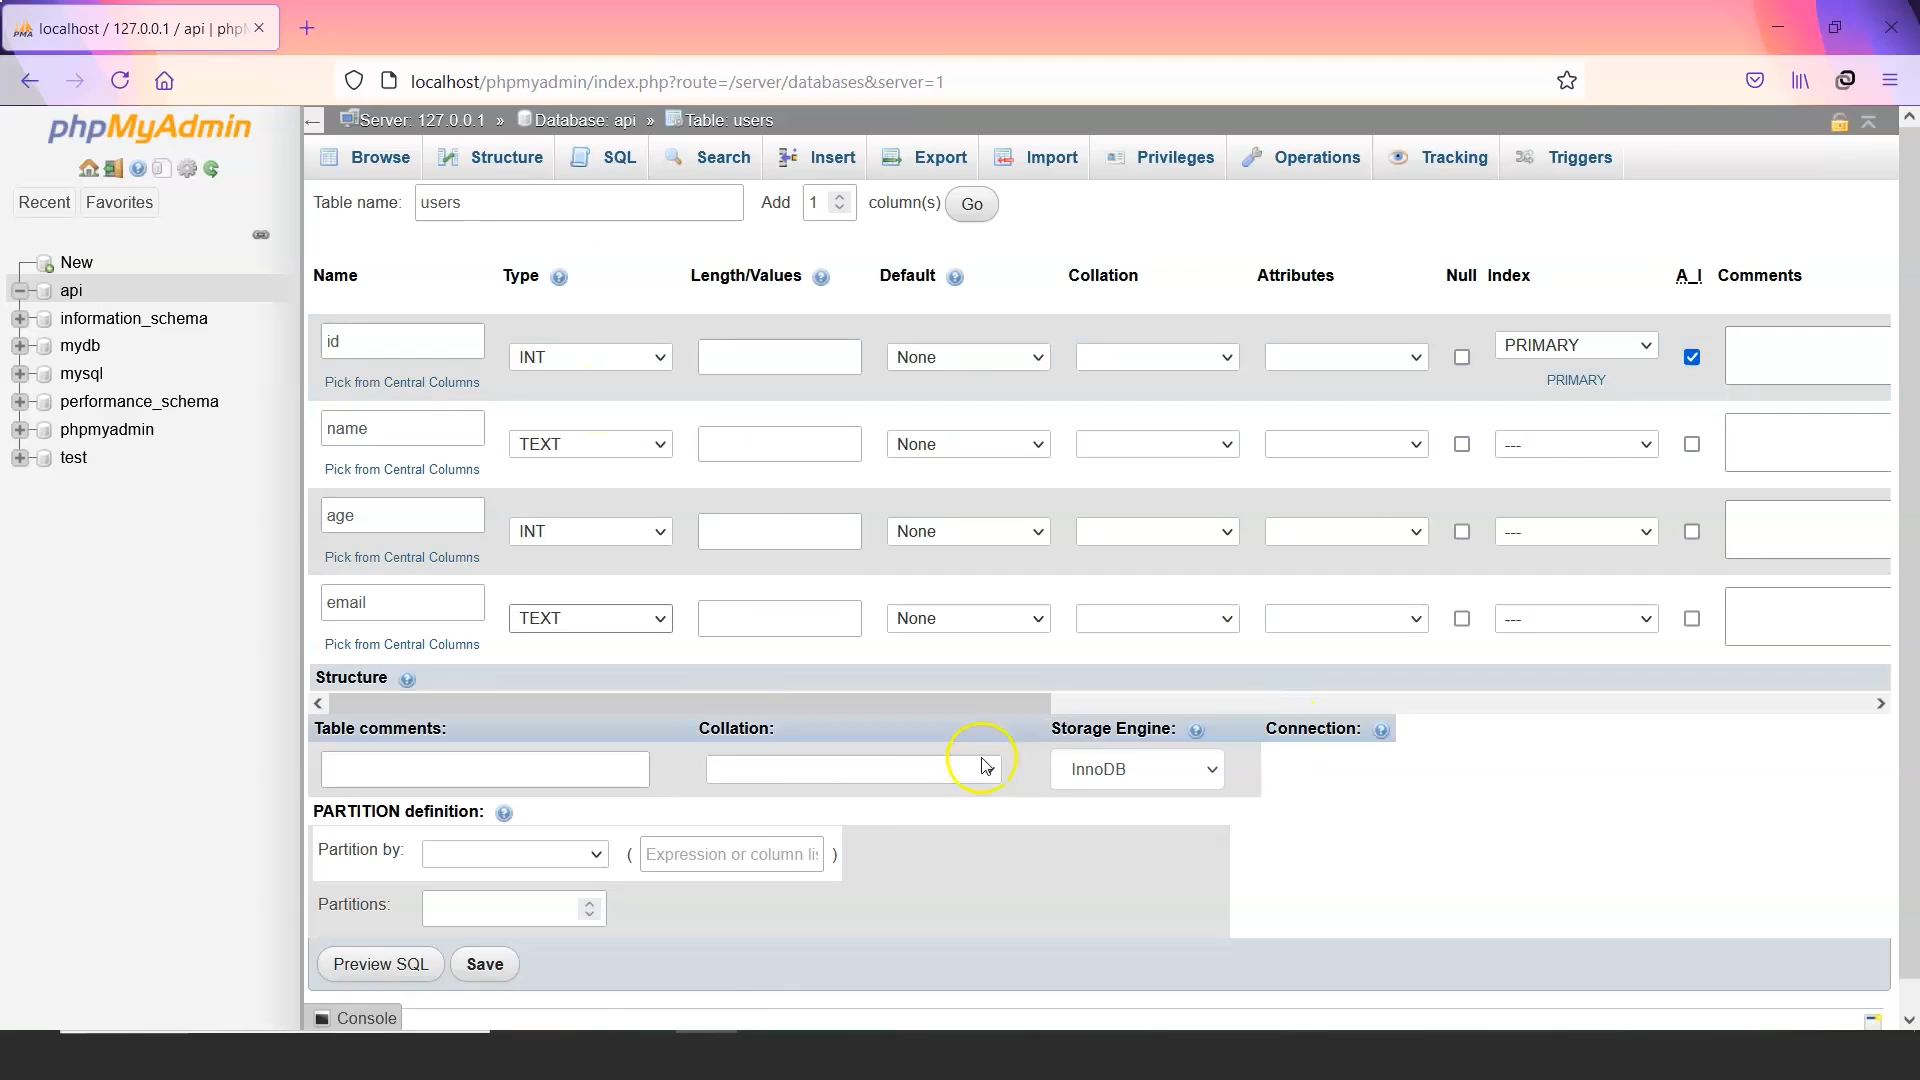 localhost / 127.0.0.1 / api | php
localhost/phpmyadmin/index.php?route=/server/databases&server=1
phpMyAdmin
Recent Favorites
New
api
information_schema
mydb
mysql
performance_schema
phpmyadmin
test
Server: 127.0.0.1 » Database: api » Table: users
Browse Structure SQL Search Insert Export Import Privileges Operations Tracking Triggers
Table name: users Add 1 column(s) Go
Name Type Length/Values Default Collation Attributes Null Index A_I Comments
id INT None PRIMARY
Pick from Central Columns PRIMARY
name TEXT None ---
Pick from Central Columns
age INT None ---
Pick from Central Columns
email TEXT None ---
Pick from Central Columns
Structure
Table comments: Collation: Storage Engine: Connection:
InnoDB
PARTITION definition:
Partition by: ( Expression or column li )
Partitions:
Preview SQL Save
Console